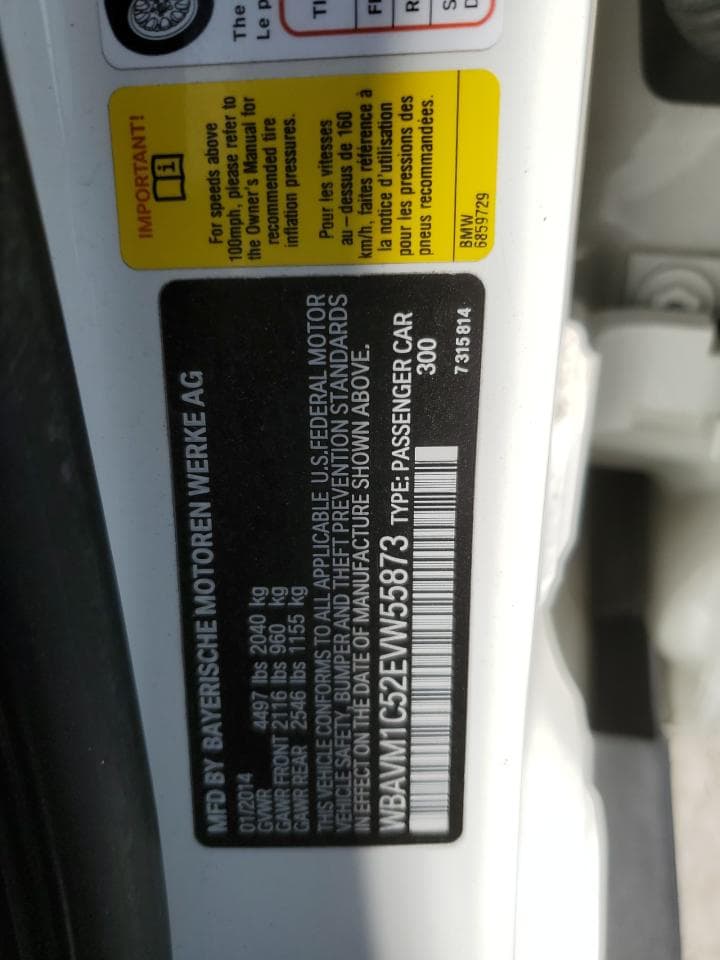 The
Le p
TI
R
S
D
IMPORTANT!
i
For speeds above
100mph, please refer to
the Owner's Manual for
recommended tire
inflation pressures.
Pour les vitesses
au-dessus de 160
km/h, faites référence à
la notice d'utilisation
pour les pressions des
pneus recommandées.
BMW
6859729
MFD BY BAYERISCHE MOTOREN WERKE AG
01/2014
GVWR 4497 lbs 2040 kg
GAWR FRONT 2116 lbs 960 kg
GAWR REAR 2546 lbs 1155 kg
THIS VEHICLE CONFORMS TO ALL APPLICABLE U.S.FEDERAL MOTOR
VEHICLE SAFETY, BUMPER AND THEFT PREVENTION STANDARDS
IN EFFECT ON THE DATE OF MANUFACTURE SHOWN ABOVE.
WBAVM1C52EVW55873 TYPE: PASSENGER CAR
300
7315814